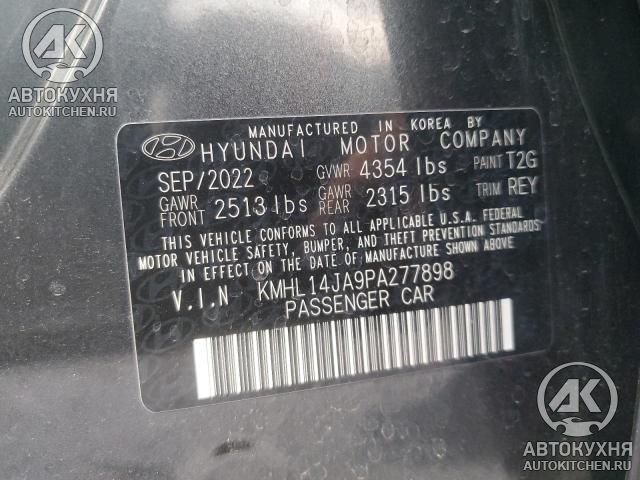 АВТОКУХНЯ
AUTOKITCHEN.RU
MANUFACTURED IN KOREA BY
HYUNDAI MOTOR COMPANY
SEP/2022 GVWR 4354 lbs PAINT T2G
GAWR FRONT 2513 lbs GAWR REAR 2315 lbs TRIM REY
THIS VEHICLE CONFORMS TO ALL APPLICABLE U.S.A. FEDERAL
MOTOR VEHICLE SAFETY, BUMPER, AND THEFT PREVENTION STANDARDS
IN EFFECT ON THE DATE OF MANUFACTURE SHOWN ABOVE.
V.I.N KMHL14JA9PA277898
PASSENGER CAR
АВТОКУХНЯ
AUTOKITCHEN.RU